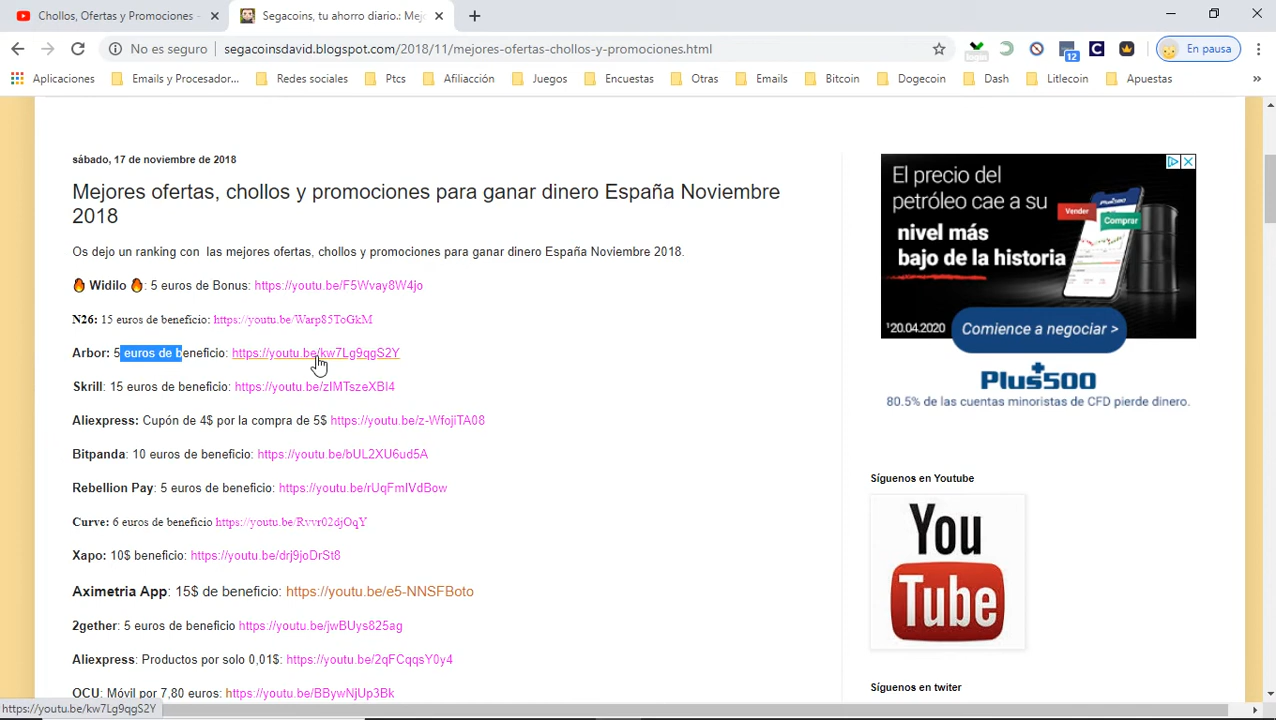 Chollos, Ofertas y Promociones -
Segacoins, tu ahorro diario.: Mej
No es seguro
segacoinsdavid.blogspot.com/2018/11/mejores-ofertas-chollos-y-promociones.html
12
C
En pausa
Aplicaciones
Emails y Procesador...
Redes sociales
Ptcs
Afiliacción
Juegos
Encuestas
Otras
Emails
Bitcoin
Dogecoin
Dash
Litlecoin
Apuestas
»
sábado, 17 de noviembre de 2018
Mejores ofertas, chollos y promociones para ganar dinero España Noviembre
2018
Os dejo un ranking con las mejores ofertas, chollos y promociones para ganar dinero España Noviembre 2018.
🔥 Widilo 🔥: 5 euros de Bonus: https://youtu.be/F5Wvay8W4jo
N26: 15 euros de beneficio: https://youtu.be/Warp85ToGkM
Arbor: 5 euros de beneficio: https://youtu.be/kw7Lg9qgS2Y
Skrill: 15 euros de beneficio: https://youtu.be/zIMTszeXBI4
Aliexpress: Cupón de 4$ por la compra de 5$ https://youtu.be/z-WfojiTA08
Bitpanda: 10 euros de beneficio: https://youtu.be/bUL2XU6ud5A
Rebellion Pay: 5 euros de beneficio: https://youtu.be/rUqFmIVdBow
Curve: 6 euros de beneficio https://youtu.be/Rvvr02djOqY
Xapo: 10$ beneficio: https://youtu.be/drj9joDrSt8
Aximetria App: 15$ de beneficio: https://youtu.be/e5-NNSFBoto
2gether: 5 euros de beneficio https://youtu.be/jwBUys825ag
Aliexpress: Productos por solo 0,01$: https://youtu.be/2qFCqqsY0y4
OCU: Móvil por 7,80 euros: https://youtu.be/BBywNjUp3Bk
El precio del
petróleo cae a su
nivel más
bajo de la historia
Vender
Comprar
¹20.04.2020
Comience a negociar >
Plus500
80.5% de las cuentas minoristas de CFD pierde dinero.
Síguenos en Youtube
You
Tube
Síguenos en twiter
https://youtu.be/kw7Lg9qgS2Y